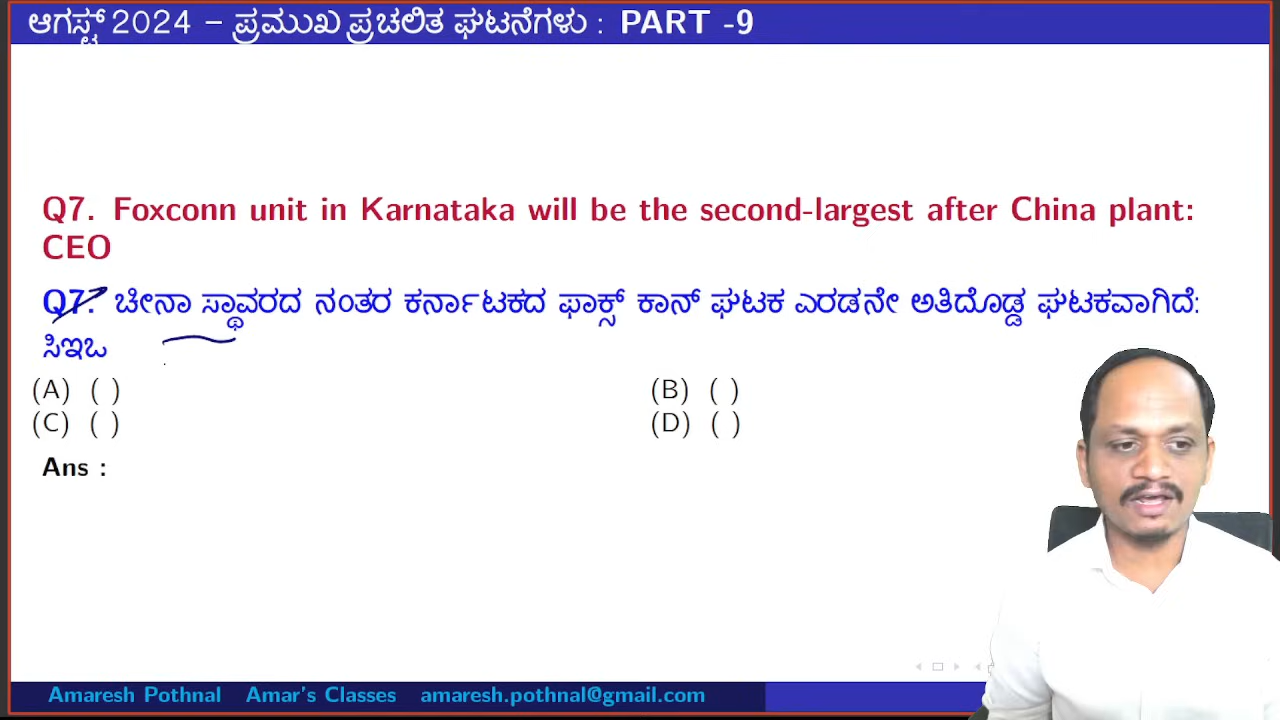 ಆಗಸ್ಟ್ 2024 – ಪ್ರಮುಖ ಪ್ರಚಲಿತ ಘಟನೆಗಳು : PART -9
Q7. Foxconn unit in Karnataka will be the second-largest after China plant:
CEO
Q7. ಚೀನಾ ಸ್ಥಾವರದ ನಂತರ ಕರ್ನಾಟಕದ ಫಾಕ್ಸ್ ಕಾನ್ ಘಟಕ ಎರಡನೇ ಅತಿದೊಡ್ಡ ಘಟಕವಾಗಿದೆ:
ಸಿಇಒ
(A) ( ) (B) ( )
(C) ( ) (D) ( )
Ans :
Amaresh Pothnal Amar's Classes amaresh.pothnal@gmail.com